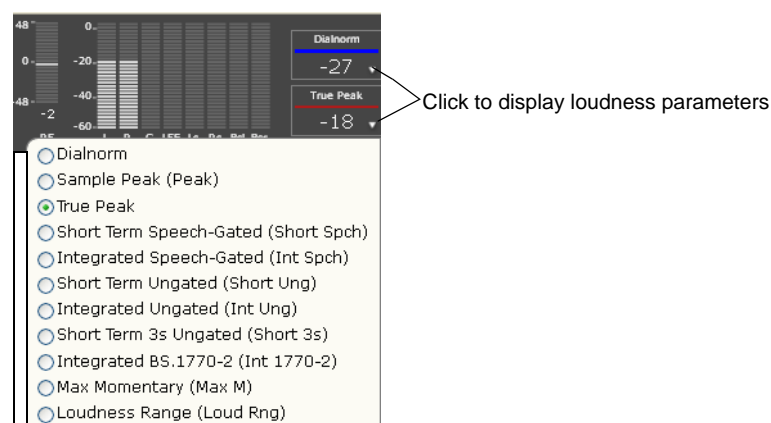 48
0
-48
-2
0
-20
-40
-60
Dialnorm
-27
True Peak
-18
Click to display loudness parameters
Dialnorm
Sample Peak (Peak)
True Peak
Short Term Speech-Gated (Short Spch)
Integrated Speech-Gated (Int Spch)
Short Term Ungated (Short Ung)
Integrated Ungated (Int Ung)
Short Term 3s Ungated (Short 3s)
Integrated BS.1770-2 (Int 1770-2)
Max Momentary (Max M)
Loudness Range (Loud Rng)